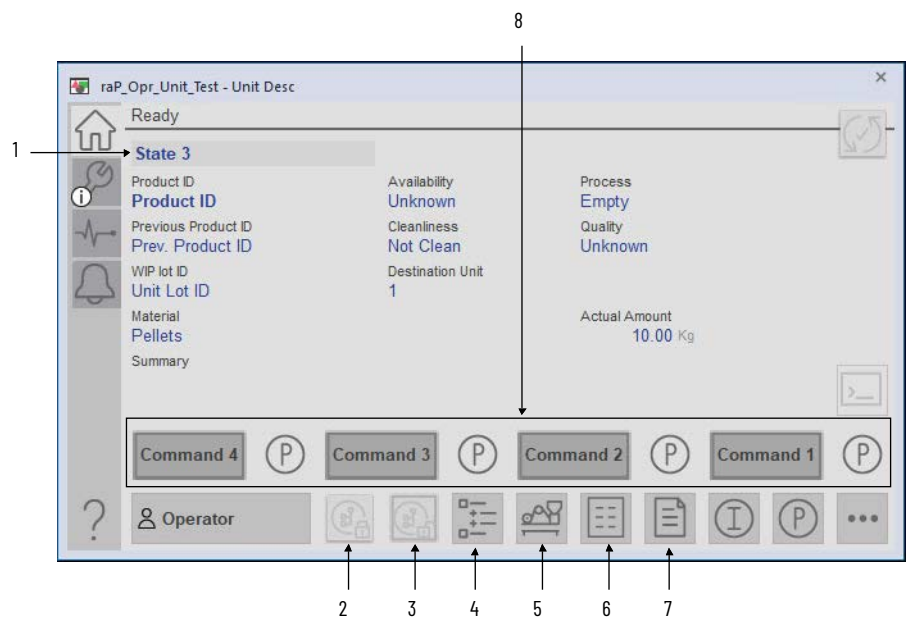 8
raP_Opr_Unit_Test - Unit Desc
Ready
1
State 3
Product ID Availability Process
Product ID Unknown Empty
Previous Product ID Cleanliness Quality
Prev. Product ID Not Clean Unknown
WIP lot ID Destination Unit
Unit Lot ID 1
Material Actual Amount
Pellets 10.00 Kg
Summary
Command 4 P Command 3 P Command 2 P Command 1 P
? Operator I P
2 3 4 5 6 7